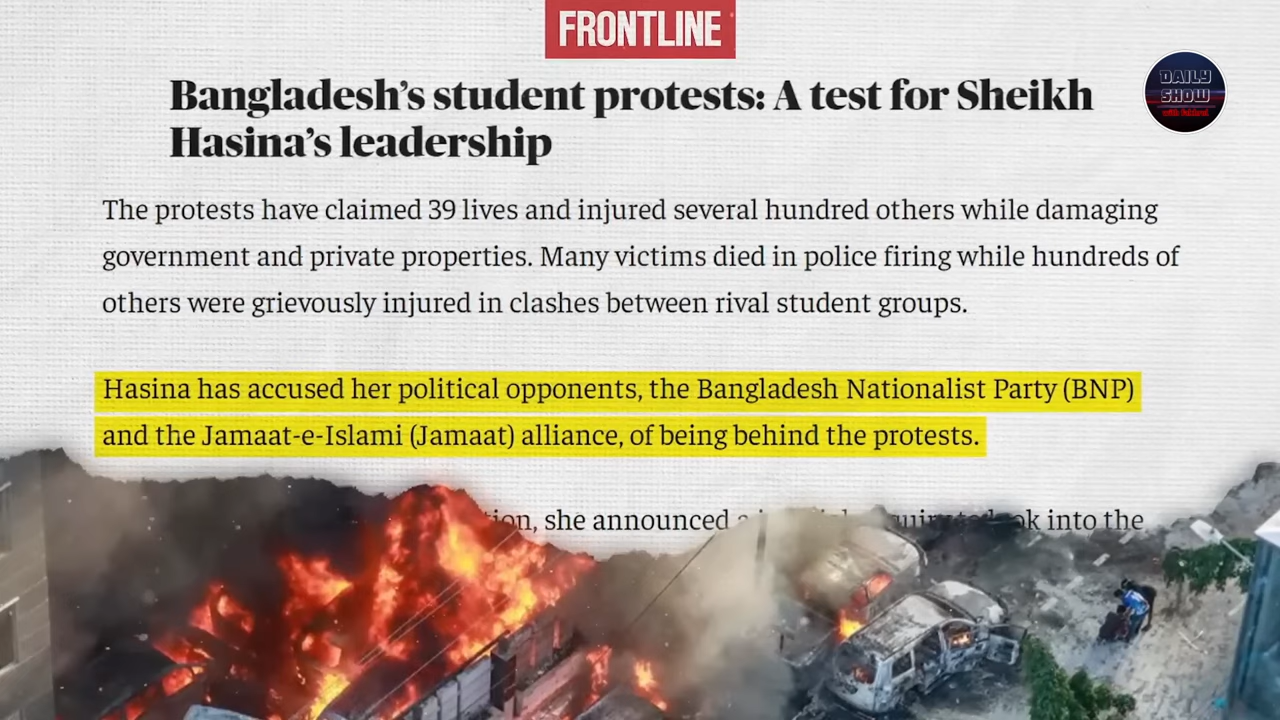 FRONTLINE
DAILY
SHOW
Bangladesh's student protests: A test for Sheikh
Hasina's leadership
The protests have claimed 39 lives and injured several hundred others while damaging
government and private properties. Many victims died in police firing while hundreds of
others were grievously injured in clashes between rival student groups.
Hasina has accused her political opponents, the Bangladesh Nationalist Party (BNP)
and the Jamaat-e-Islami (Jamaat) alliance, of being behind the protests.
she announced
into the